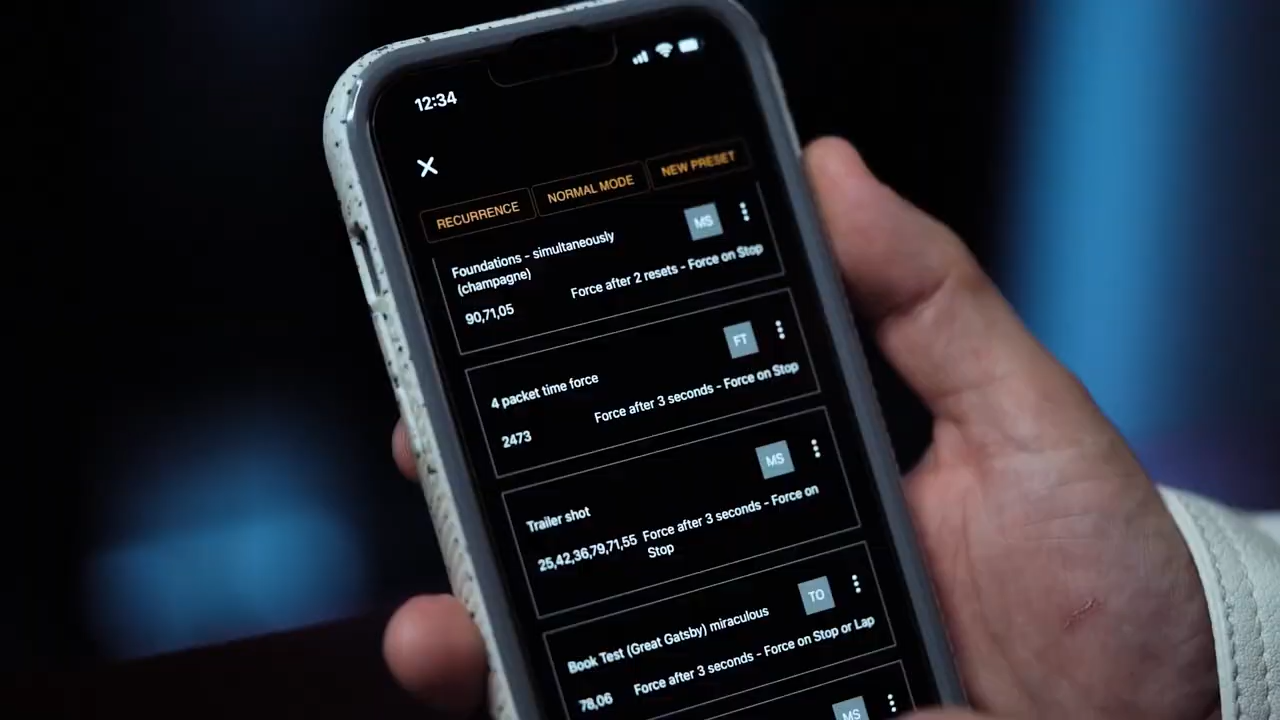 12:34
RECURRENCE
NORMAL MODE
NEW PRESET
MS
Foundations - simultaneously
(champagne)
90,71,05
Force after 2 resets - Force on Stop
FT
4 packet time force
2473
Force after 3 seconds - Force on Stop
MS
Trailer shot
25,42,36,79,71,55
Force after 3 seconds - Force on
Stop
TO
Book Test (Great Gatsby) miraculous
78,06
Force after 3 seconds - Force on Stop or Lap
MS